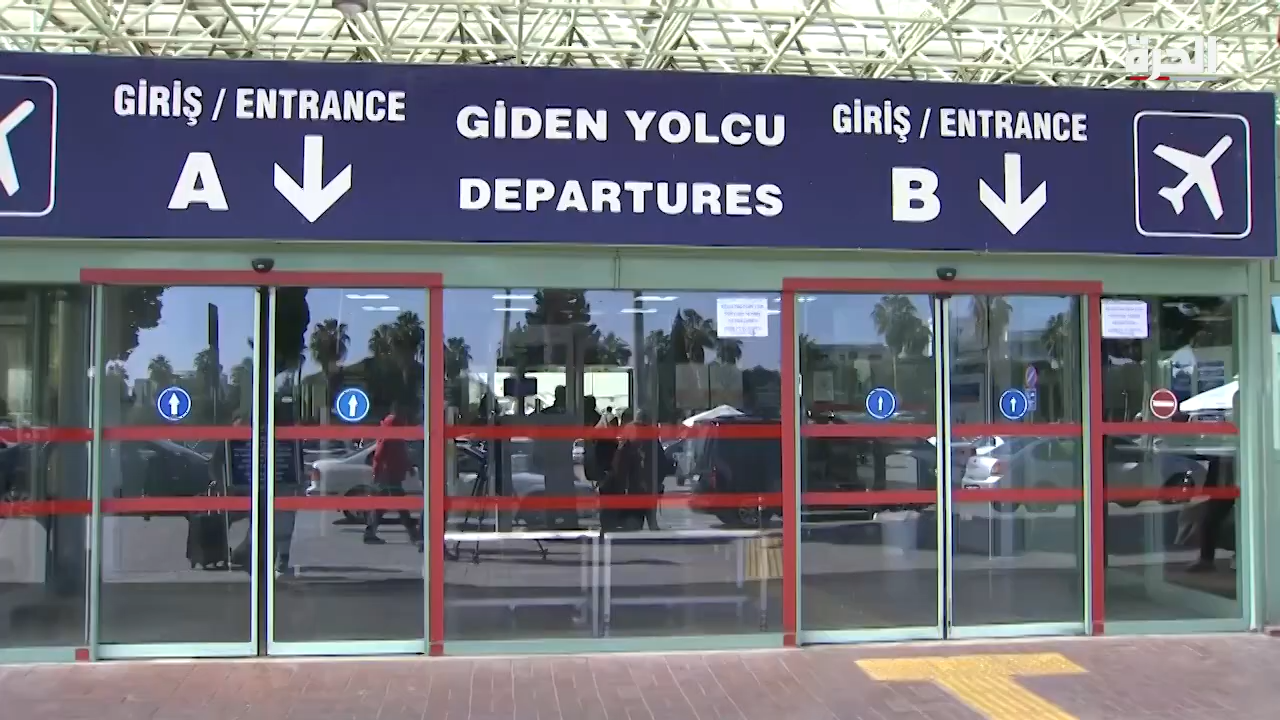 الحرة
GİRİŞ / ENTRANCE
A
GİDEN YOLCU
DEPARTURES
GİRİŞ / ENTRANCE
B